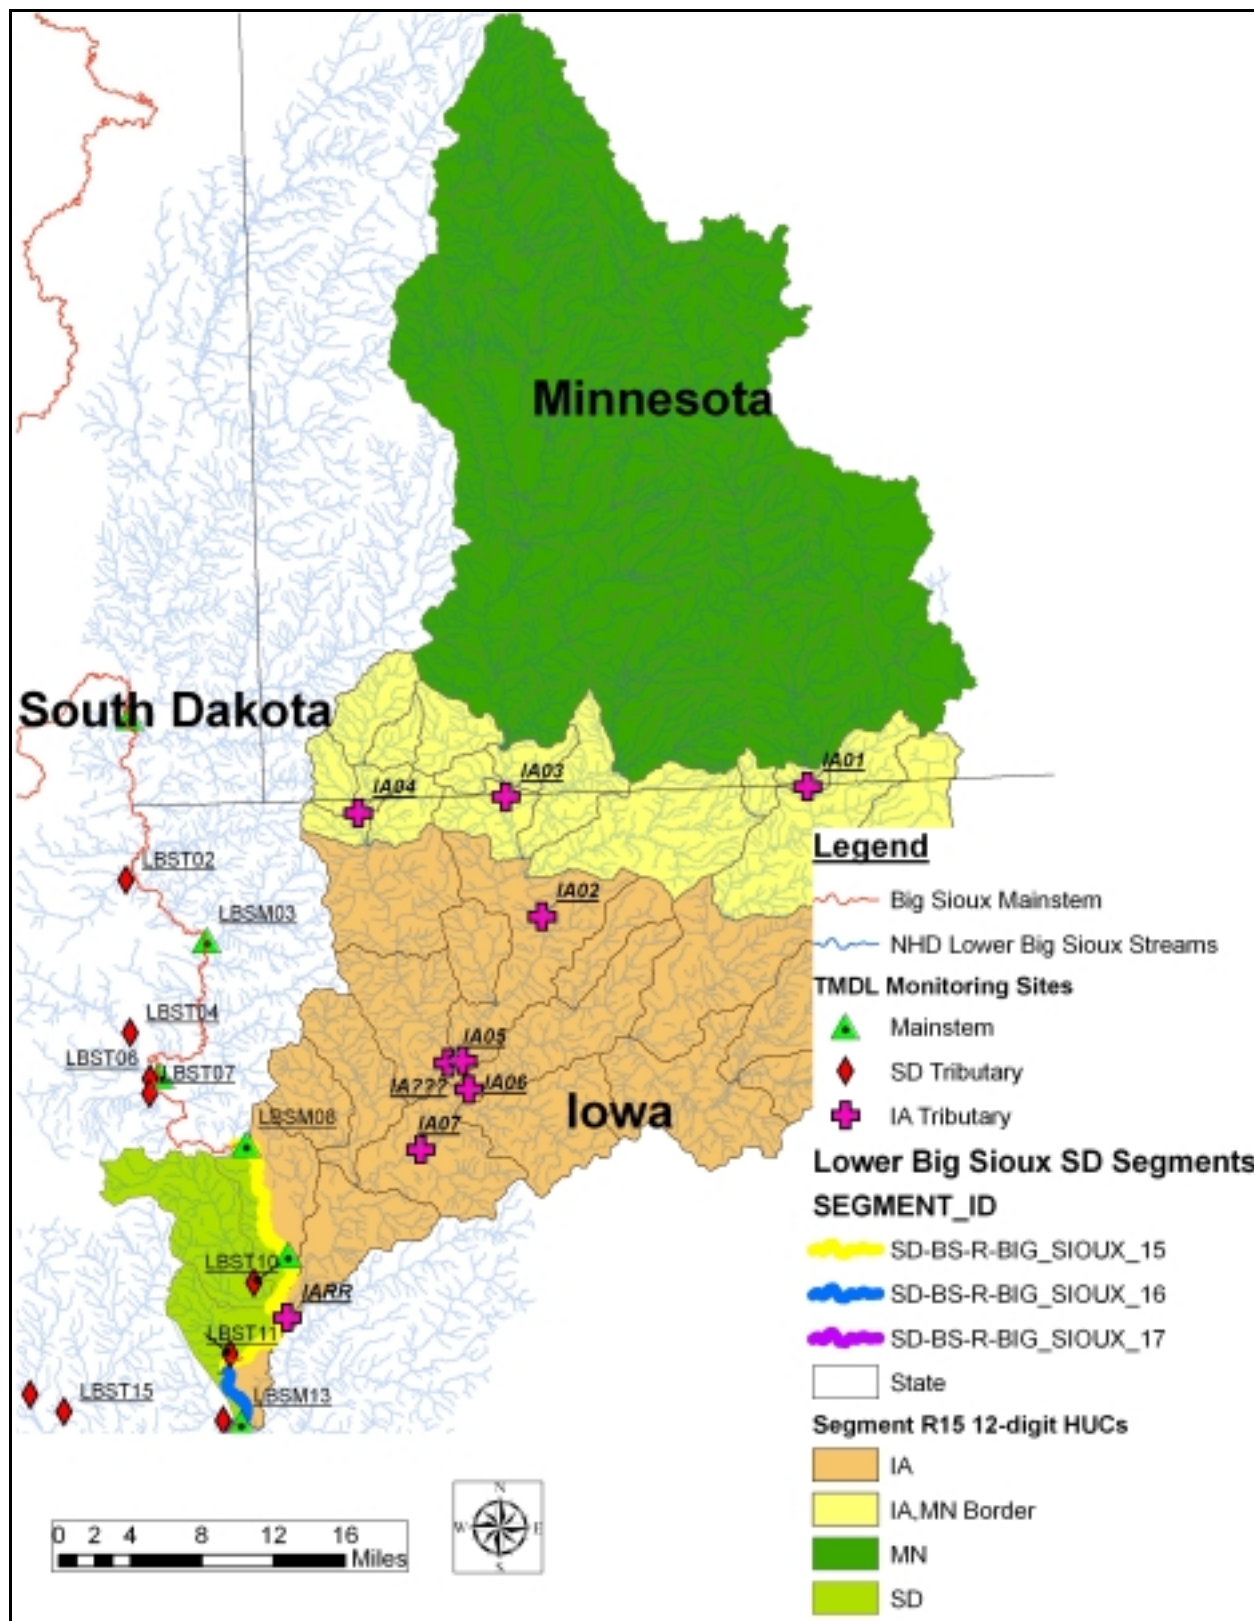 Minnesota
South Dakota
IA01
IA03
IA04
LBST02
IA02
LBSM03
LBST04
IA05
LBST06
LBST07
IA???
IA06
Iowa
LBSM08
IA07
LBST10
IARR
LBST11
LBST15
LBSM13
Legend
Big Sioux Mainstem
NHD Lower Big Sioux Streams
TMDL Monitoring Sites
Mainstem
SD Tributary
IA Tributary
Lower Big Sioux SD Segments
SEGMENT_ID
SD-BS-R-BIG_SIOUX_15
SD-BS-R-BIG_SIOUX_16
SD-BS-R-BIG_SIOUX_17
State
Segment R15 12-digit HUCs
IA
IA,MN Border
MN
SD
0 2 4 8 12 16
Miles
N
W E
S